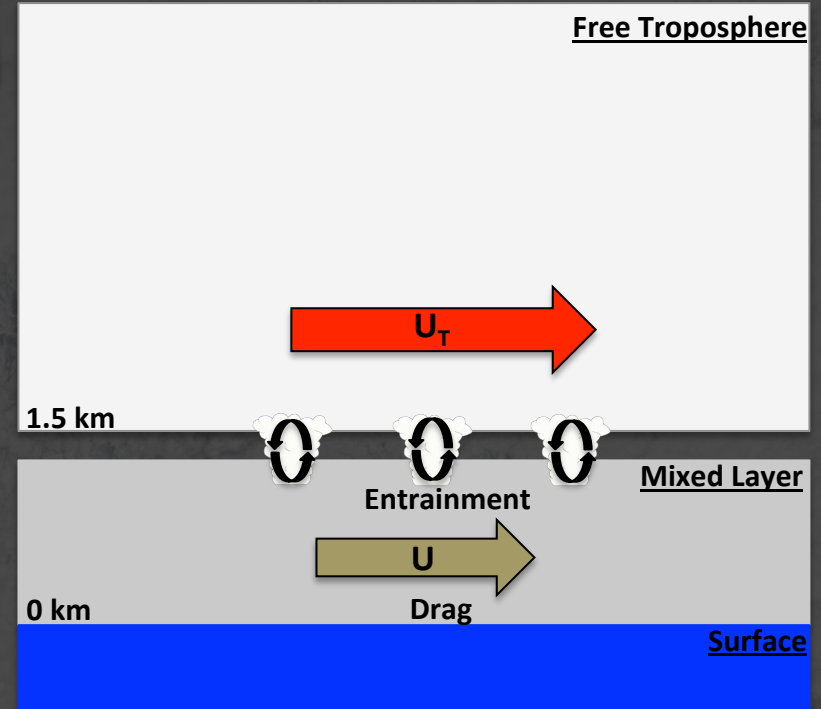 Free Troposphere
U_T
1.5 km
Mixed Layer
Entrainment
U
0 km
Drag
Surface